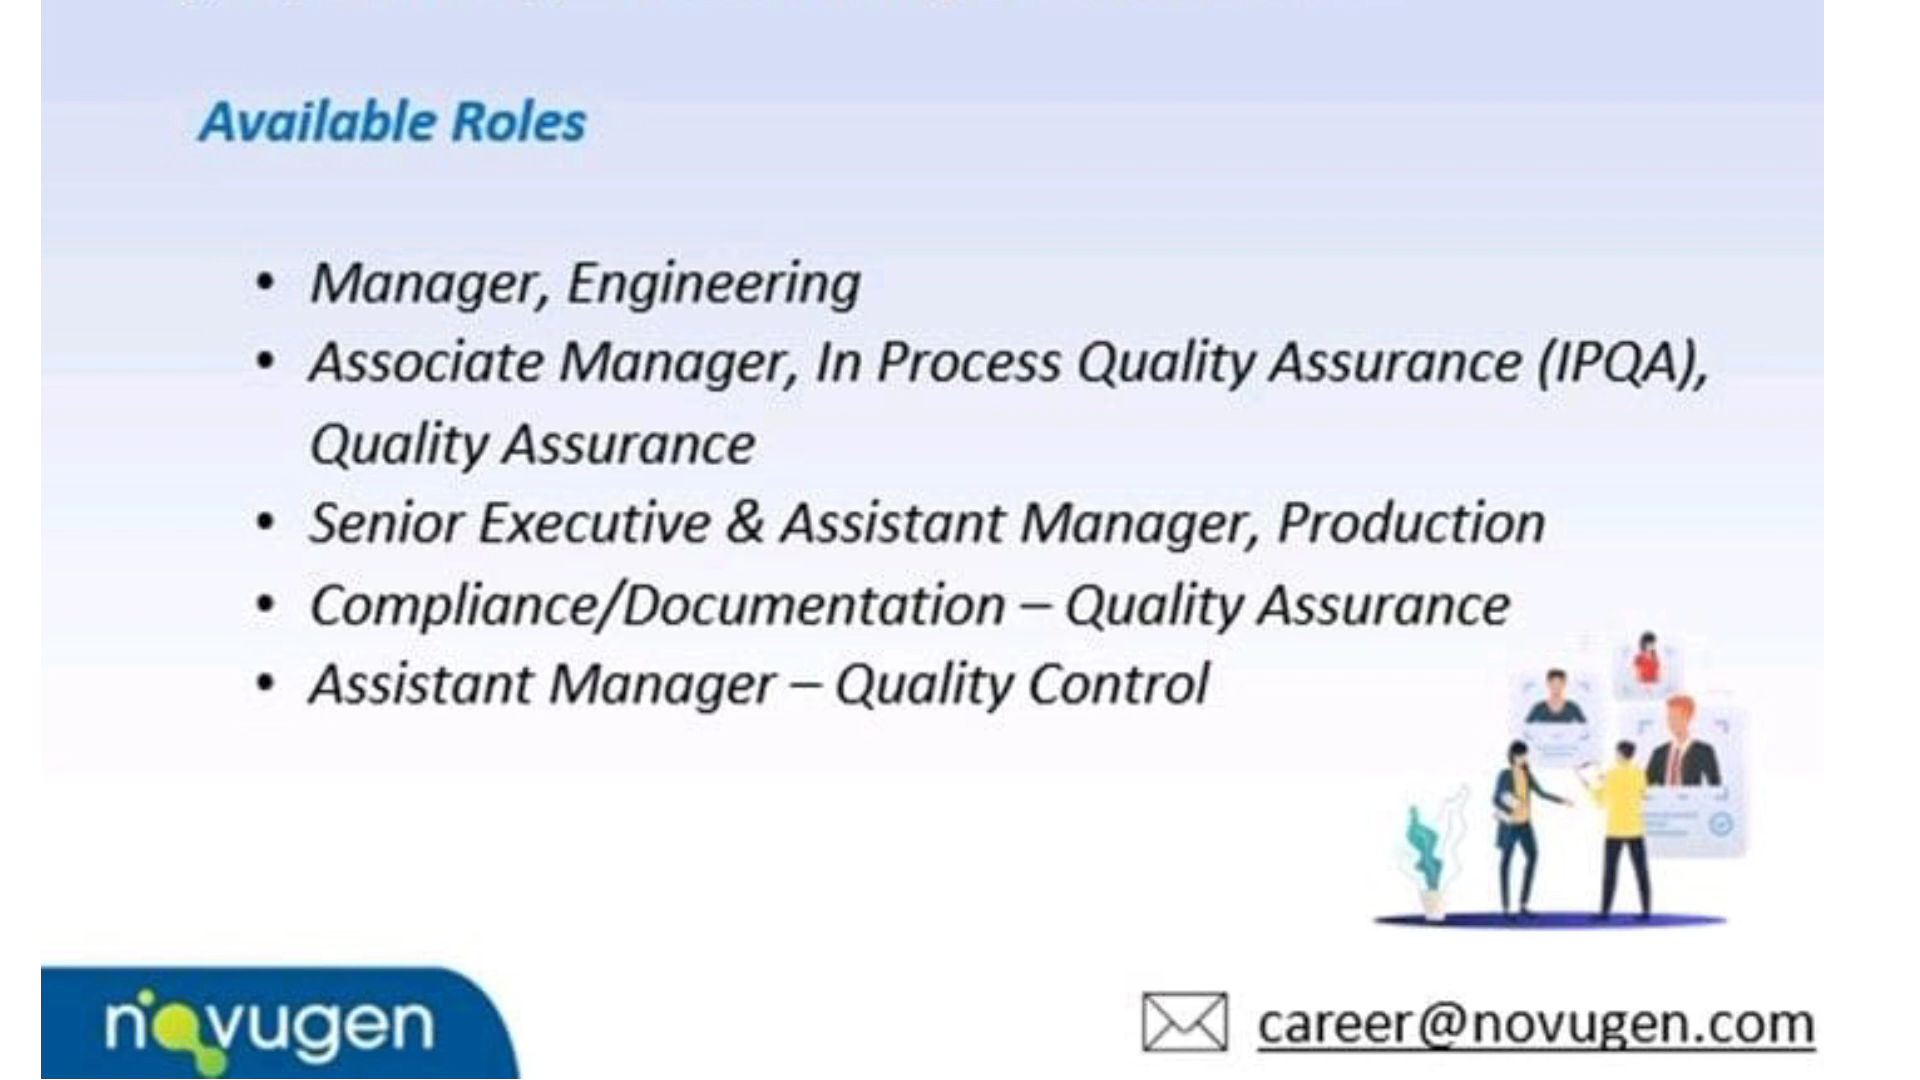 Available Roles
• Manager, Engineering
• Associate Manager, In Process Quality Assurance (IPQA),
Quality Assurance
• Senior Executive & Assistant Manager, Production
• Compliance/Documentation – Quality Assurance
• Assistant Manager – Quality Control
novugen
career@novugen.com